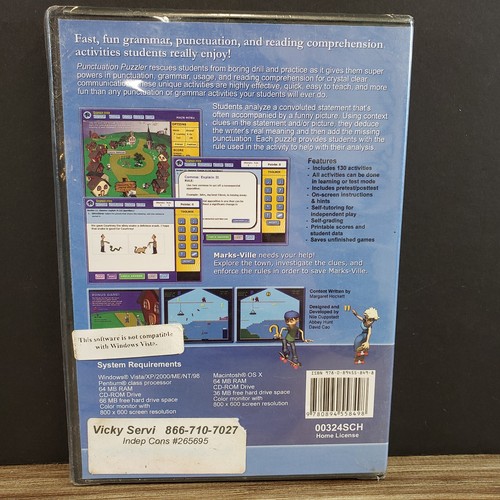 Fast, fun grammar, punctuation, and reading comprehension
activities students really enjoy!
Punctuation Puzzler rescues students from boring drill and practice as it gives them super
powers in punctuation, grammar, usage, and reading comprehension for crystal clear
communication. These unique activities are highly effective, quick, easy to teach, and more
fun than any punctuation or grammar activities your students will ever do.
Students analyze a convoluted statement that's
often accompanied by a funny picture. Using context
clues in the statement and/or picture, they deduce
the writer's real meaning and then add the missing
punctuation. Each puzzle provides students with the
rule used in the activity to help with their analysis.
Features
· Includes 130 activities
· All activities can be done
in learning or test mode
· Includes pretest/posttest
· On-screen instructions
& hints
· Self-tutoring for
independent play
· Self-grading
· Printable scores and
student data
· Saves unfinished games
Marks-Ville needs your help!
Explore the town, investigate the clues, and
enforce the rules in order to save Marks-Ville.
Content Written by
Margaret Hockett
Designed and
Developed by
Abbey Hunt
David Cao
This software is not compatible
with Windows Vista.
System Requirements
Windows® Vista/XP/2000/ME/NT/98
Pentium® class processor
64 MB RAM
CD-ROM Drive
66 MB free hard drive space
Color monitor with
800 x 600 screen resolution
Macintosh® OS X
64 MB RAM
CD-ROM Drive
36 MB free hard drive space
Color monitor with
800 x 600 screen resolution
ISBN 978-0-89455-849-8
9 780894 558498
00324SCH
Home License
Vicky Servi 866-710-7027
Indep Cons #265695